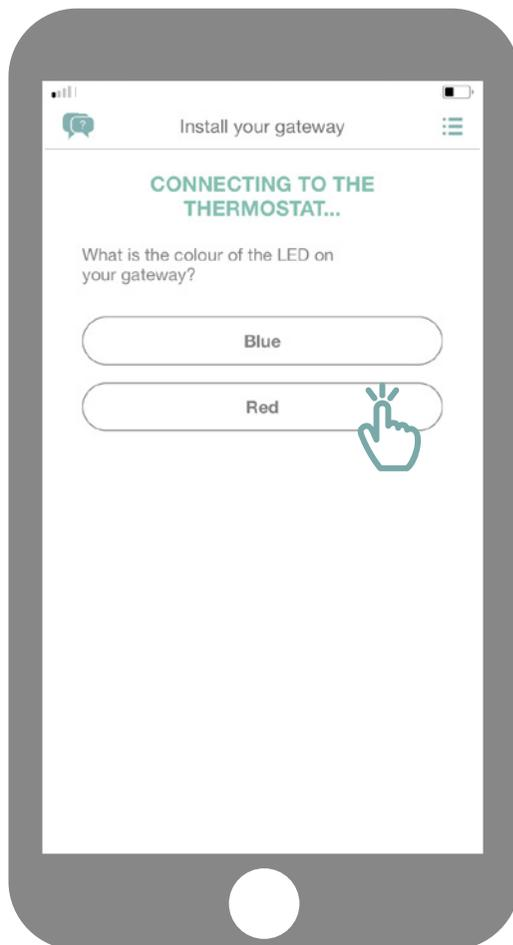 Install your gateway
CONNECTING TO THE
THERMOSTAT...
What is the colour of the LED on
your gateway?
Blue
Red